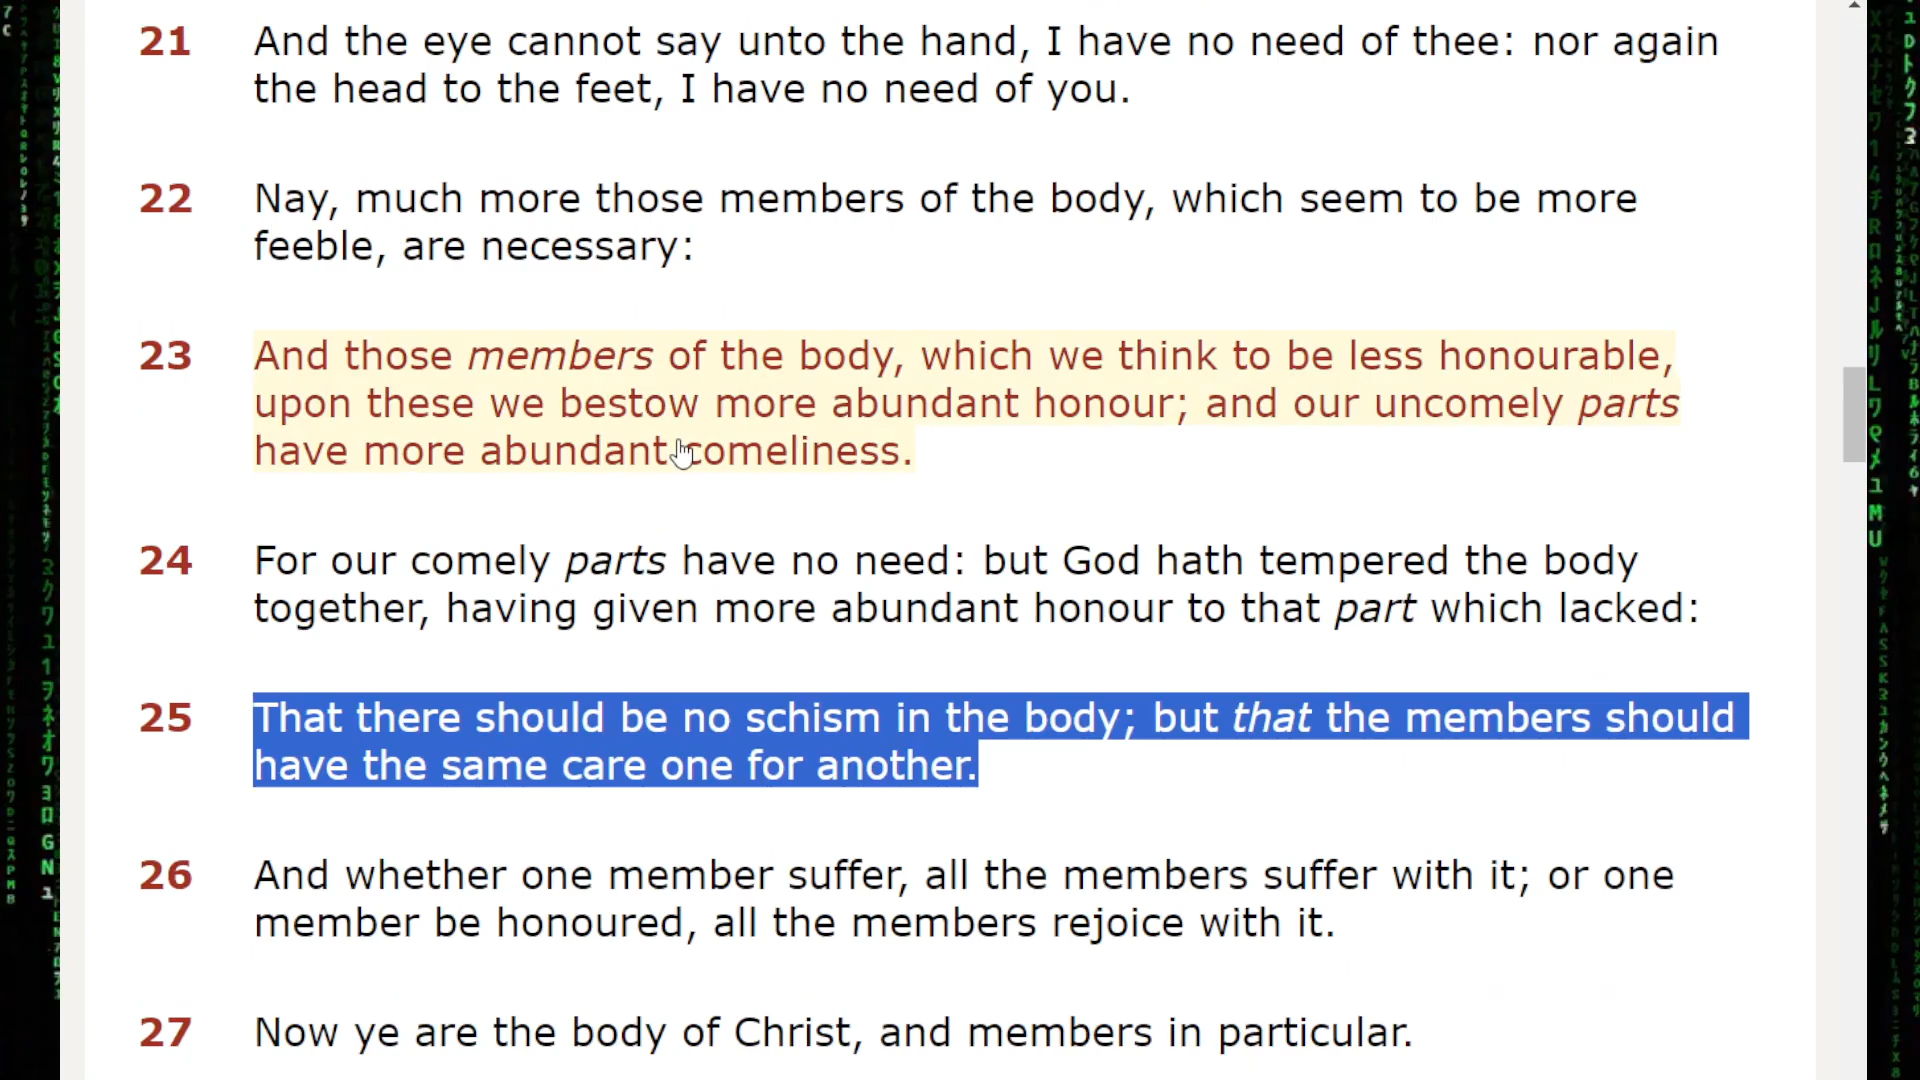 21 And the eye cannot say unto the hand, I have no need of thee: nor again
the head to the feet, I have no need of you.
22 Nay, much more those members of the body, which seem to be more
feeble, are necessary:
23 And those members of the body, which we think to be less honourable,
upon these we bestow more abundant honour; and our uncomely parts
have more abundant comeliness.
24 For our comely parts have no need: but God hath tempered the body
together, having given more abundant honour to that part which lacked:
25 That there should be no schism in the body; but that the members should
have the same care one for another.
26 And whether one member suffer, all the members suffer with it; or one
member be honoured, all the members rejoice with it.
27 Now ye are the body of Christ, and members in particular.